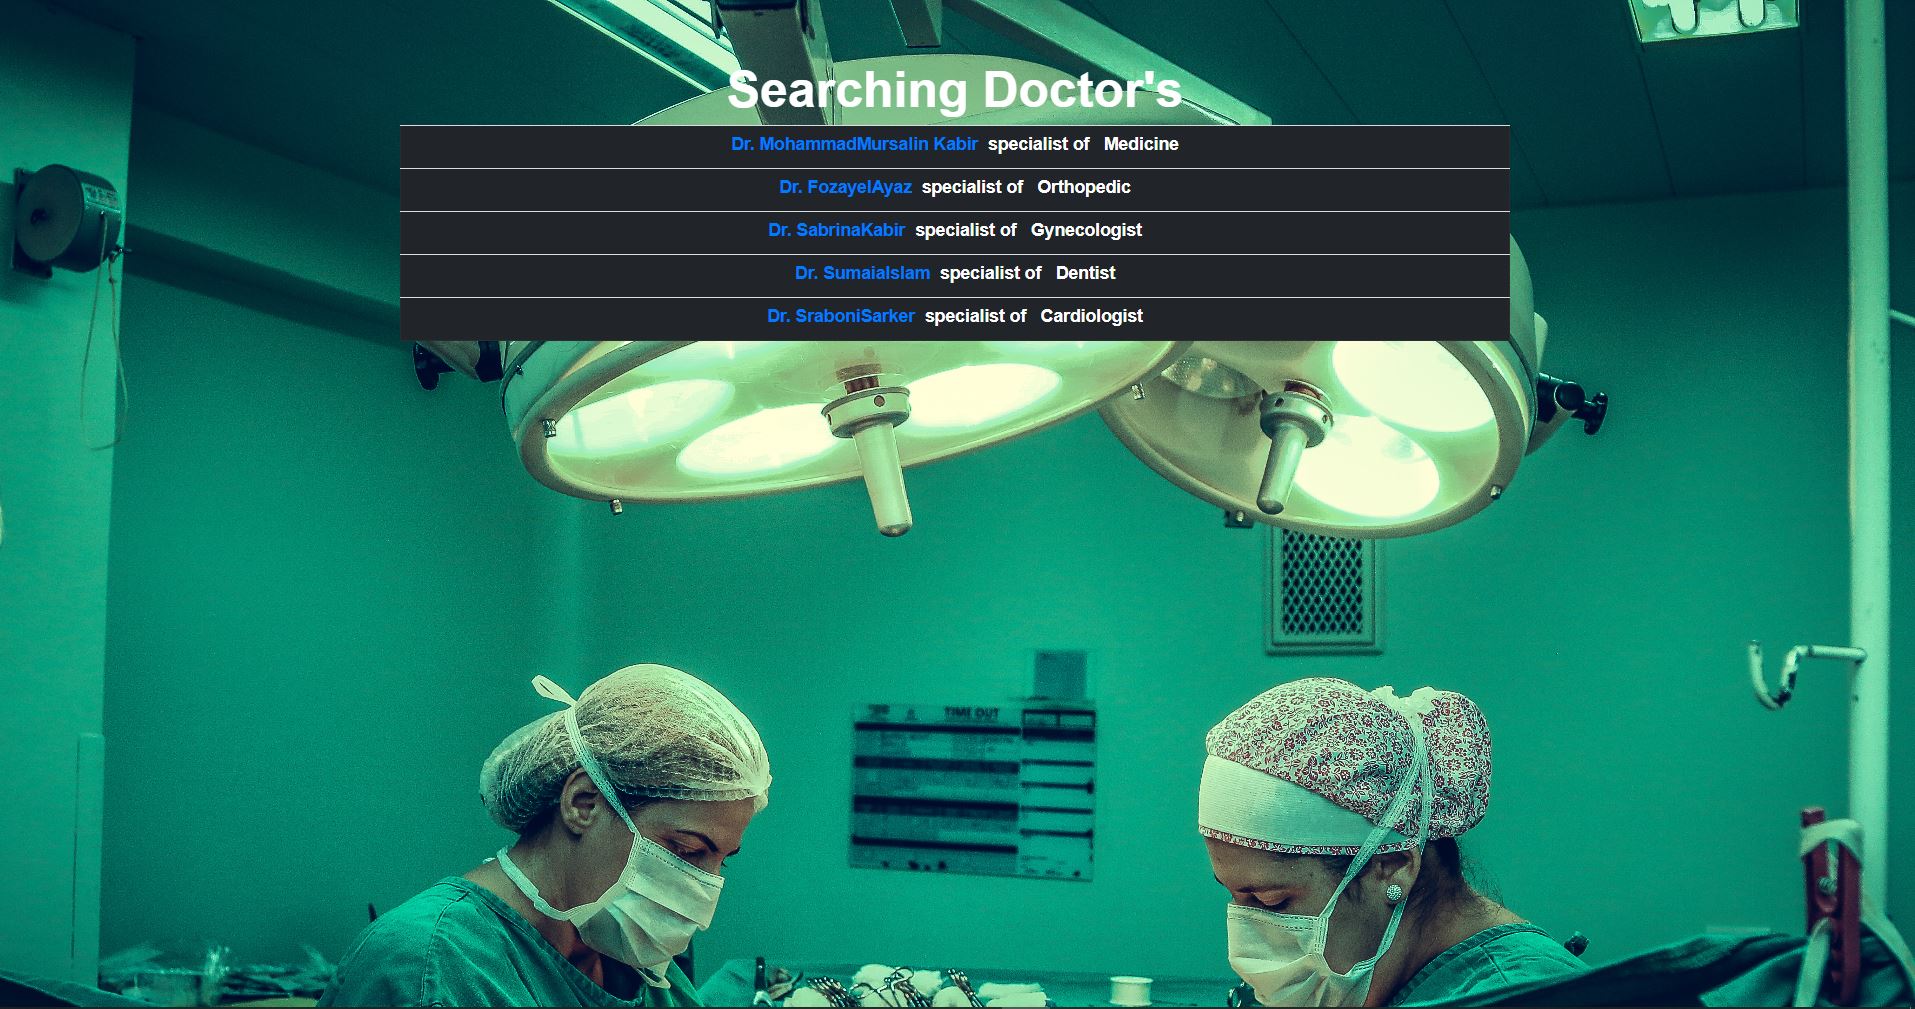 Searching Doctor's
Dr. MohammadMursalin Kabir specialist of Medicine
Dr. FozayelAyaz specialist of Orthopedic
Dr. SabrinaKabir specialist of Gynecologist
Dr. SumaiaIslam specialist of Dentist
Dr. SraboniSarker specialist of Cardiologist
TIME OUT